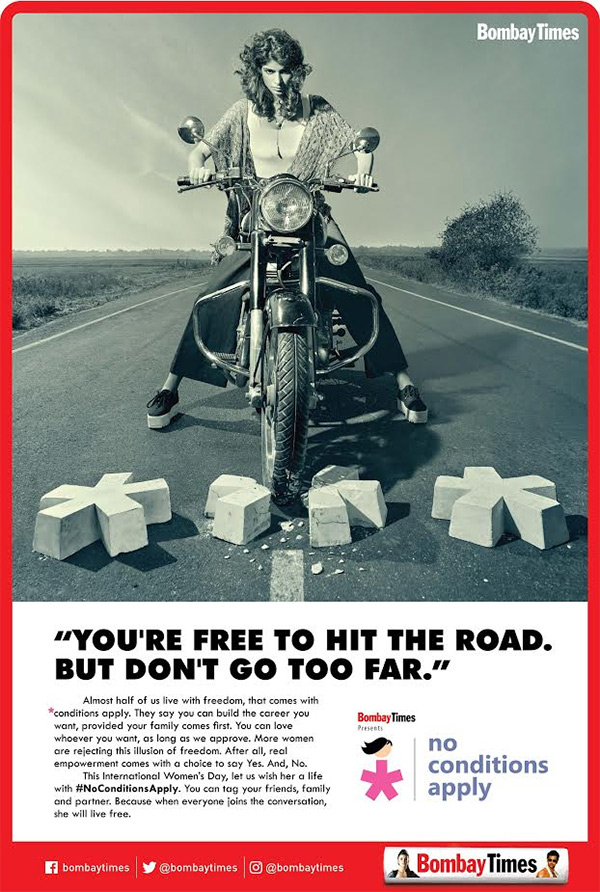 Bombay Times
“YOU'RE FREE TO HIT THE ROAD.
BUT DON'T GO TOO FAR.”
Almost half of us live with freedom, that comes with
*conditions apply. They say you can build the career you
want, provided your family comes first. You can love
whoever you want, as long as we approve. More women
are rejecting this illusion of freedom. After all, real
empowerment comes with a choice to say Yes. And, No.
This International Women's Day, let us wish her a life
with #NoConditionsApply. You can tag your friends, family
and partner. Because when everyone joins the conversation,
she will live free.
Bombay Times
Presents
no
conditions
apply
bombaytimes
@bombaytimes
@bombaytimes
Bombay Times